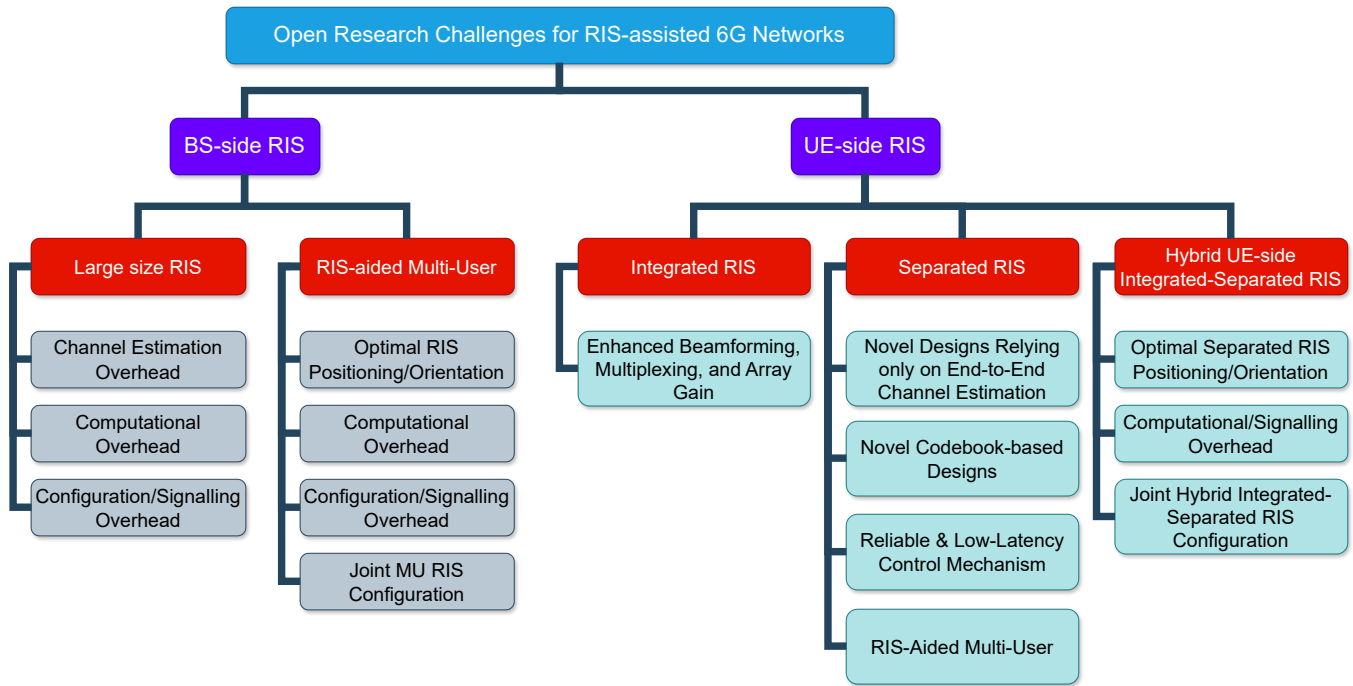 Open Research Challenges for RIS-assisted 6G Networks
BS-side RIS
UE-side RIS
Large size RIS
RIS-aided Multi-User
Integrated RIS
Separated RIS
Hybrid UE-side
Integrated-Separated RIS
Channel Estimation
Overhead
Computational
Overhead
Configuration/Signalling
Overhead
Optimal RIS
Positioning/Orientation
Computational
Overhead
Configuration/Signalling
Overhead
Joint MU RIS
Configuration
Enhanced Beamforming,
Multiplexing, and Array
Gain
Novel Designs Relying
only on End-to-End
Channel Estimation
Novel Codebook-based
Designs
Reliable & Low-Latency
Control Mechanism
RIS-Aided Multi-User
Optimal Separated RIS
Positioning/Orientation
Computational/Signalling
Overhead
Joint Hybrid Integrated-
Separated RIS
Configuration